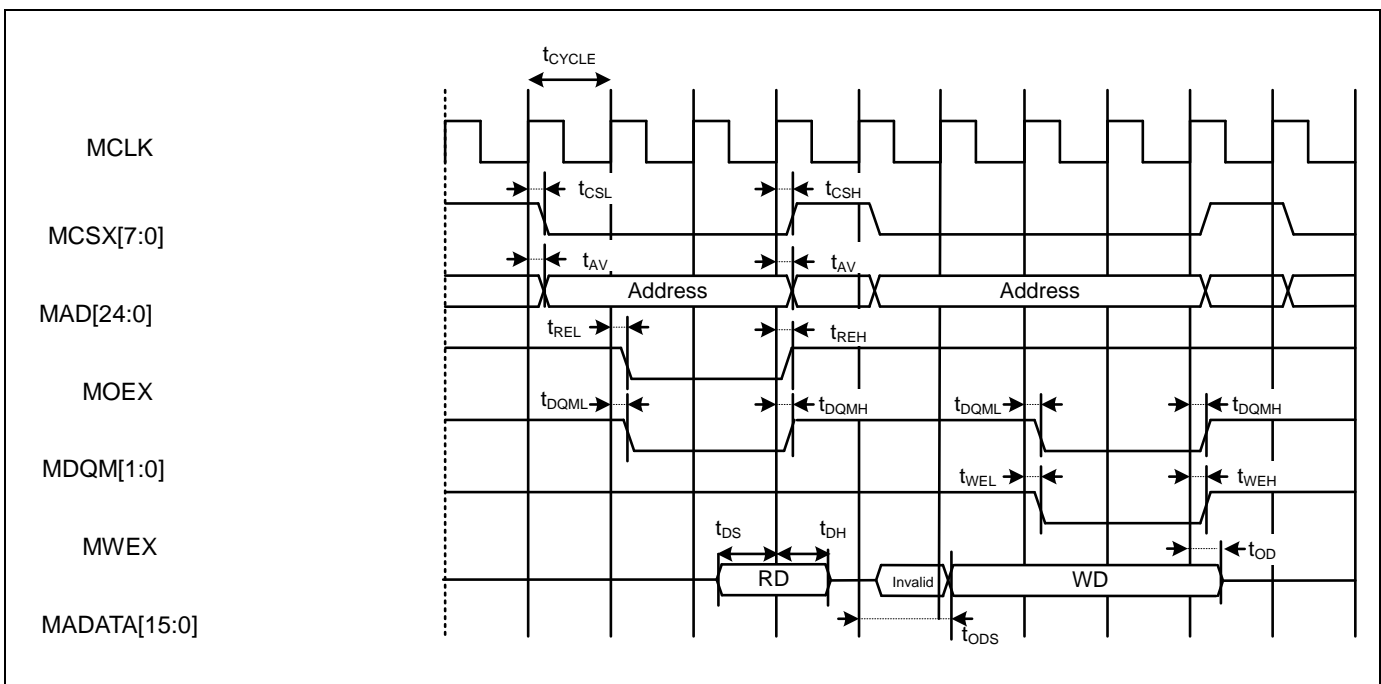 tCYCLE
MCLK
tCSL tCSH
MCSX[7:0]
tAV tAV
Address Address
MAD[24:0]
tREL tREH
MOEX
tDQML tDQMH tDQML tDQMH
MDQM[1:0]
tWEL tWEH
MWEX
tDS tDH tOD
RD Invalid WD
MADATA[15:0]
tODS